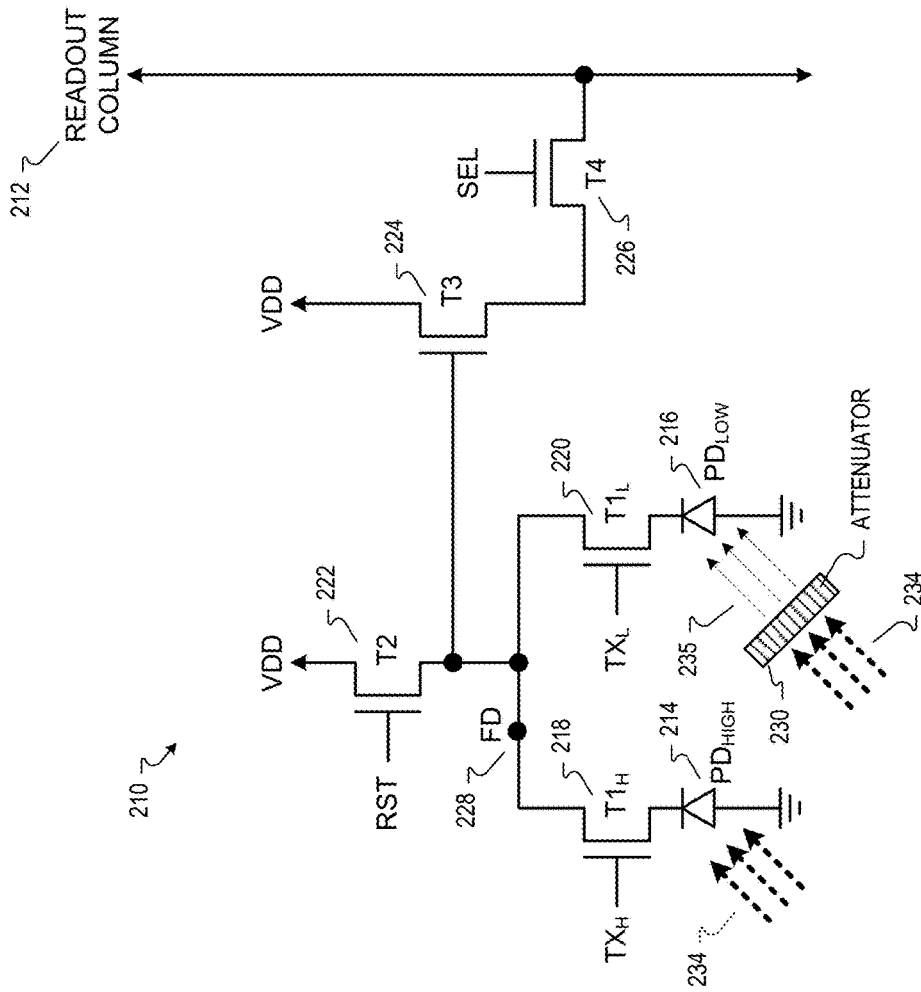 212
READOUT
COLUMN
VDD
224
T3
SEL
T4
226
VDD
222
T2
RST
210
FD
228
218
T1H
TXH
220
T1L
TXL
214
PDHIGH
216
PDLOW
234
235
230
234
ATTENUATOR